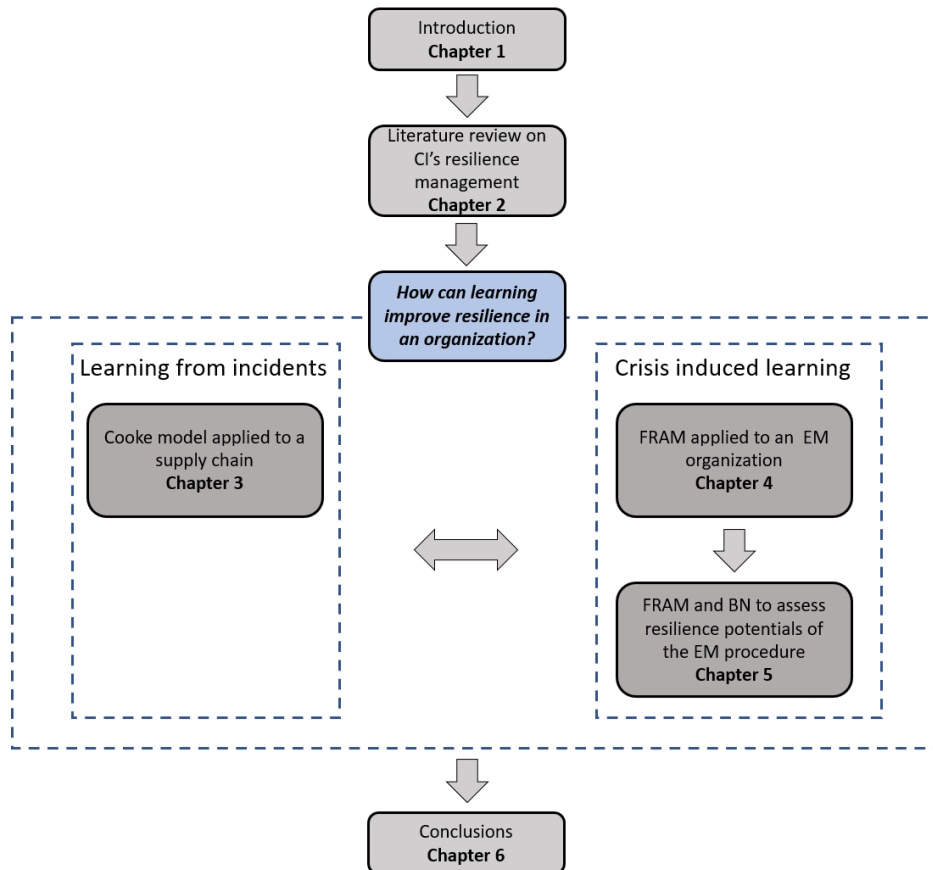 Introduction
Chapter 1
Literature review on
CI's resilience
management
Chapter 2
How can learning
improve resilience in
an organization?
Learning from incidents
Cooke model applied to a
supply chain
Chapter 3
Crisis induced learning
FRAM applied to an EM
organization
Chapter 4
FRAM and BN to assess
resilience potentials of
the EM procedure
Chapter 5
Conclusions
Chapter 6